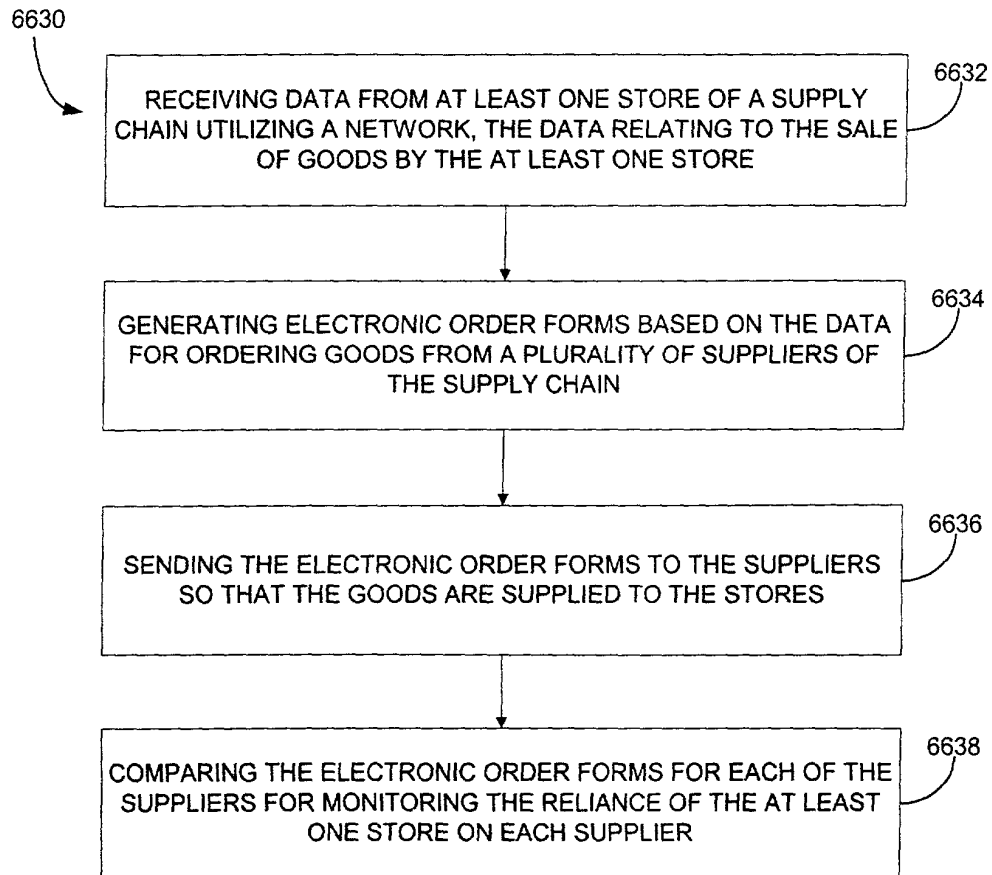 6630
6632
RECEIVING DATA FROM AT LEAST ONE STORE OF A SUPPLY
CHAIN UTILIZING A NETWORK, THE DATA RELATING TO THE SALE
OF GOODS BY THE AT LEAST ONE STORE
6634
GENERATING ELECTRONIC ORDER FORMS BASED ON THE DATA
FOR ORDERING GOODS FROM A PLURALITY OF SUPPLIERS OF
THE SUPPLY CHAIN
6636
SENDING THE ELECTRONIC ORDER FORMS TO THE SUPPLIERS
SO THAT THE GOODS ARE SUPPLIED TO THE STORES
6638
COMPARING THE ELECTRONIC ORDER FORMS FOR EACH OF THE
SUPPLIERS FOR MONITORING THE RELIANCE OF THE AT LEAST
ONE STORE ON EACH SUPPLIER